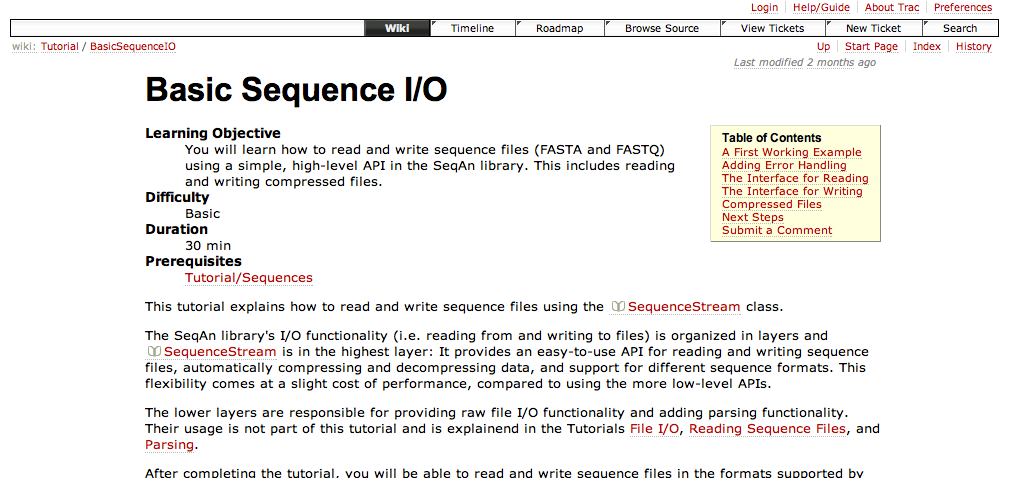 Login Help/Guide About Trac Preferences
Wiki Timeline Roadmap Browse Source View Tickets New Ticket Search
wiki: Tutorial / BasicSequenceIO Up Start Page Index History
Last modified 2 months ago
Basic Sequence I/O
Learning Objective
You will learn how to read and write sequence files (FASTA and FASTQ)
using a simple, high-level API in the SeqAn library. This includes reading
and writing compressed files.
Difficulty
Basic
Duration
30 min
Prerequisites
Tutorial/Sequences
Table of Contents
A First Working Example
Adding Error Handling
The Interface for Reading
The Interface for Writing
Compressed Files
Next Steps
Submit a Comment
This tutorial explains how to read and write sequence files using the SequenceStream class.
The SeqAn library's I/O functionality (i.e. reading from and writing to files) is organized in layers and
SequenceStream is in the highest layer: It provides an easy-to-use API for reading and writing sequence
files, automatically compressing and decompressing data, and support for different sequence formats. This
flexibility comes at a slight cost of performance, compared to using the more low-level APIs.
The lower layers are responsible for providing raw file I/O functionality and adding parsing functionality.
Their usage is not part of this tutorial and is explainend in the Tutorials File I/O, Reading Sequence Files, and
Parsing.
After completing the tutorial, you will be able to read and write sequence files in the formats supported by